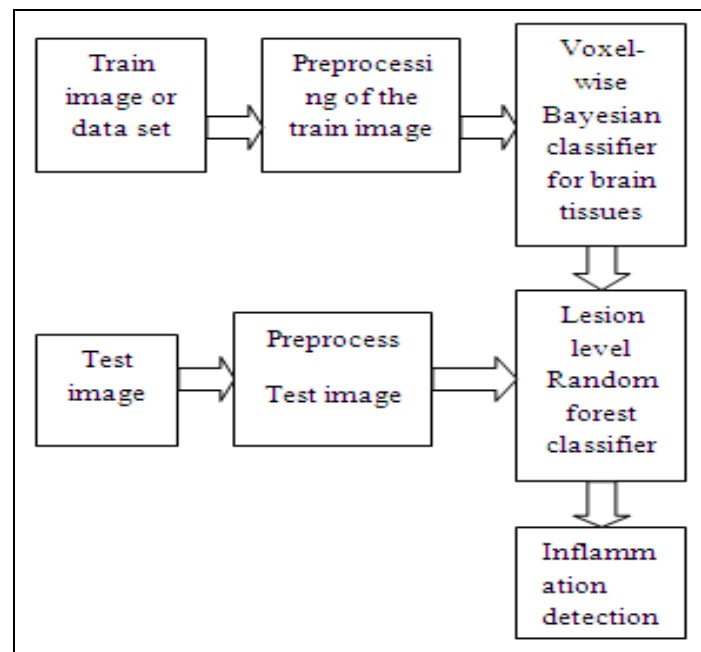 Train
image or
data set
Preprocessi
ng of the
train image
Voxel-
wise
Bayesian
classifier
for brain
tissues
Test
image
Preprocess
Test image
Lesion
level
Random
forest
classifier
Inflamm
ation
detection